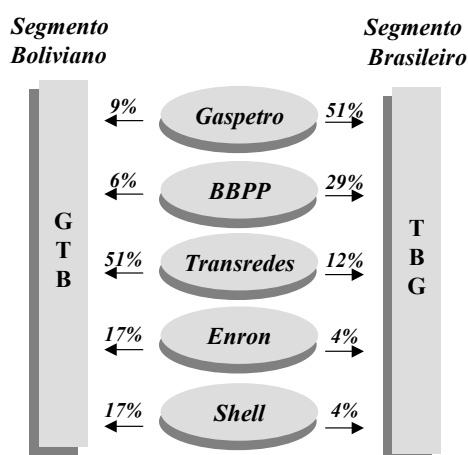 Segmento
Boliviano
Segmento
Brasileiro
9%
Gaspetro
51%
6%
BBPP
29%
G
T
B
51%
Transredes
12%
T
B
G
17%
Enron
4%
17%
Shell
4%